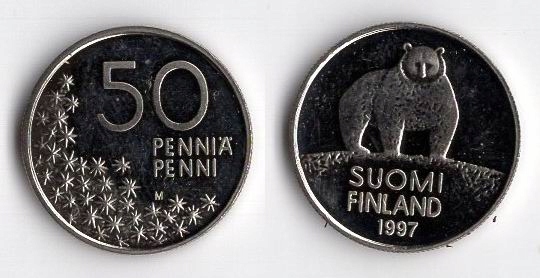 50
PENNIÄ
PENNI
M
SUOMI
FINLAND
1997